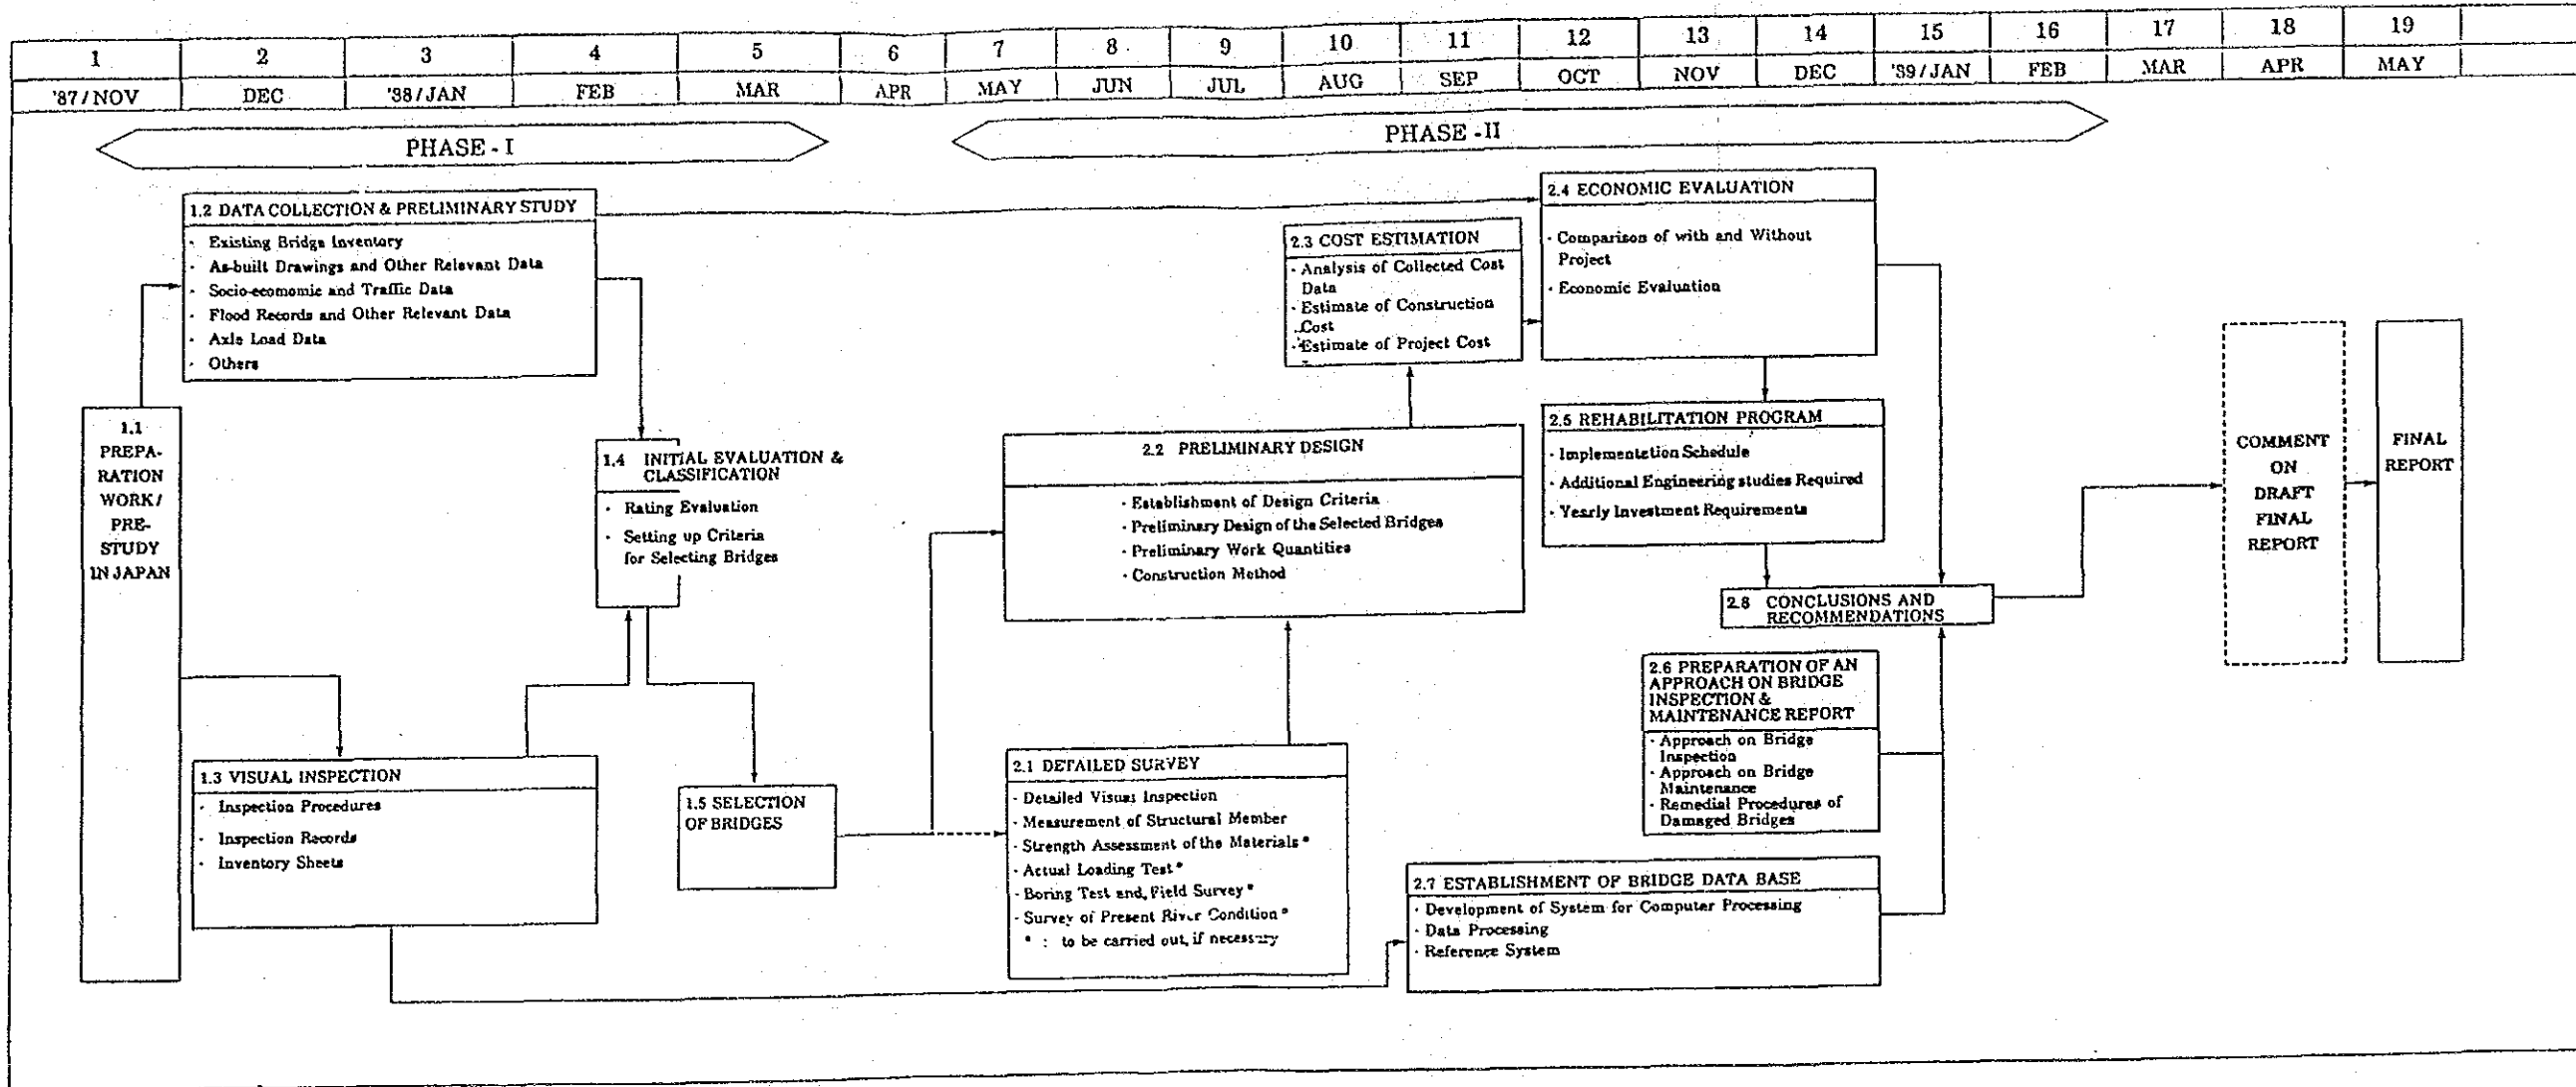 1 2 3 4 5 6 7 8 9 10 11 12 13 14 15 16 17 18 19
'87/NOV DEC '88/JAN FEB MAR APR MAY JUN JUL AUG SEP OCT NOV DEC '89/JAN FEB MAR APR MAY
PHASE - I
PHASE - II
1.1
PREPA-
RATION
WORK/
PRE-
STUDY
IN JAPAN
1.2 DATA COLLECTION & PRELIMINARY STUDY
· Existing Bridge Inventory
· As-built Drawings and Other Relevant Data
· Socio-ecomomic and Traffic Data
· Flood Records and Other Relevant Data
· Axle Load Data
· Others
1.3 VISUAL INSPECTION
· Inspection Procedures
· Inspection Records
· Inventory Sheets
1.4 INITIAL EVALUATION &
CLASSIFICATION
· Rating Evaluation
· Setting up Criteria
for Selecting Bridges
1.5 SELECTION
OF BRIDGES
2.1 DETAILED SURVEY
· Detailed Visual Inspection
· Measurement of Structural Member
· Strength Assessment of the Materials*
· Actual Loading Test*
· Boring Test and, Field Survey*
· Survey of Present River Condition*
* : to be carried out, if necessary
2.2 PRELIMINARY DESIGN
· Establishment of Design Criteria
· Preliminary Design of the Selected Bridges
· Preliminary Work Quantities
· Construction Method
2.3 COST ESTIMATION
· Analysis of Collected Cost
Data
· Estimate of Construction
Cost
· Estimate of Project Cost
2.4 ECONOMIC EVALUATION
· Comparison of with and Without
Project
· Economic Evaluation
2.5 REHABILITATION PROGRAM
· Implementetion Schedule
· Additional Engineering studies Required
· Yearly Investment Requirements
2.8 CONCLUSIONS AND
RECOMMENDATIONS
2.6 PREPARATION OF AN
APPROACH ON BRIDGE
INSPECTION &
MAINTENANCE REPORT
· Approach on Bridge
Inspection
· Approach on Bridge
Maintenance
· Remedial Procedures of
Damaged Bridges
2.7 ESTABLISHMENT OF BRIDGE DATA BASE
· Development of System for Computer Processing
· Data Processing
· Reference System
COMMENT
ON
DRAFT
FINAL
REPORT
FINAL
REPORT